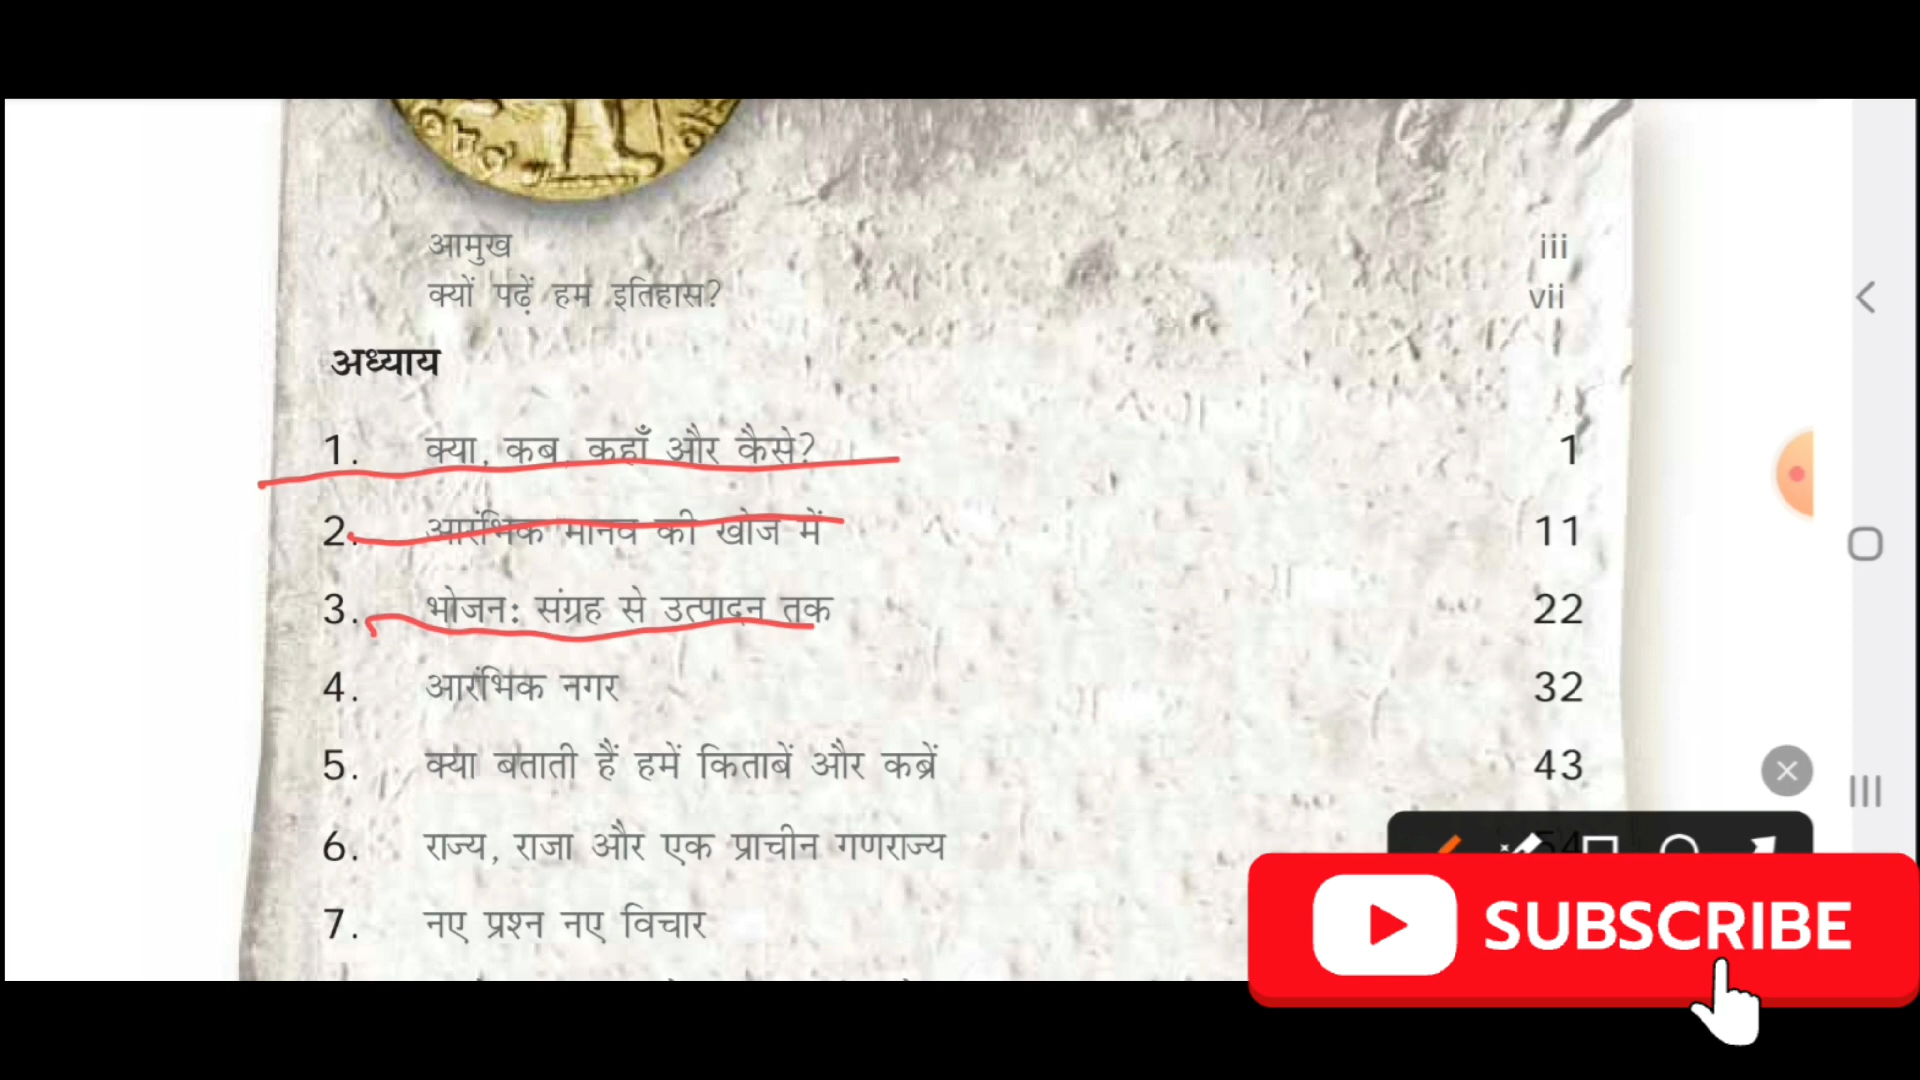 आमुख iii
क्यों पढ़ें हम इतिहास? vii
अध्याय
1. क्या, कब, कहाँ और कैसे? 1
2. आरंभिक मानव की खोज में 11
3. भोजन: संग्रह से उत्पादन तक 22
4. आरंभिक नगर 32
5. क्या बताती हैं हमें किताबें और कब्रें 43
6. राज्य, राजा और एक प्राचीन गणराज्य 54
7. नए प्रश्न नए विचार
SUBSCRIBE